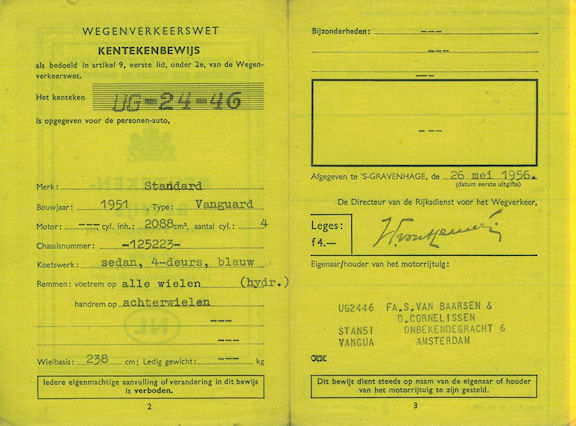 WEGENVERKEERSWET
KENTEKENBEWIJS
als bedoeld in artikel 9, eerste lid, onder 2e, van de Wegen-
verkeerswet.
Het kenteken UG-24-46
is opgegeven voor de personen-auto,
Merk: Standard
Bouwjaar: 1951 Type: Vanguard
Motor: --- cyl. inh.: 2088 cm³, aantal cyl.: 4
Chassisnummer: -125223-
Koetswerk: sedan, 4-deurs, blauw
Remmen: voetrem op alle wielen (hydr.)
handrem op achterwielen
---
---
Wielbasis: 238 cm; Ledig gewicht: --- kg
Iedere eigenmachtige aanvulling of verandering in dit bewijs
is verboden.
2
Bijzonderheden: ---
---
---
---
Afgegeven te 'S-GRAVENHAGE, de 26 mei 1956.
(datum eerste uitgifte)
De Directeur van de Rijksdienst voor het Wegverkeer,
Leges:
f4.—
Eigenaar/houder van het motorrijtuig:
UG2446 FA.S.VAN BAARSEN &
D.CORNELISSEN
STAN51 ONBEKENDEGRACHT 6
VANGUA AMSTERDAM
Dit bewijs dient steeds op naam van de eigenaar of houder
van het motorrijtuig te zijn gesteld.
3